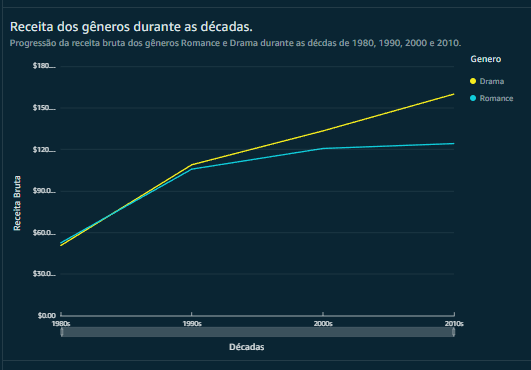 Receita dos gêneros durante as décadas.
Progressão da receita bruta dos gêneros Romance e Drama durante as décdas de 1980, 1990, 2000 e 2010.
Genero
Drama
Romance
$180...
$150...
$120...
$90.0...
$60.0...
$30.0...
$0.00
Receita Bruta
1980s 1990s 2000s 2010s
Décadas